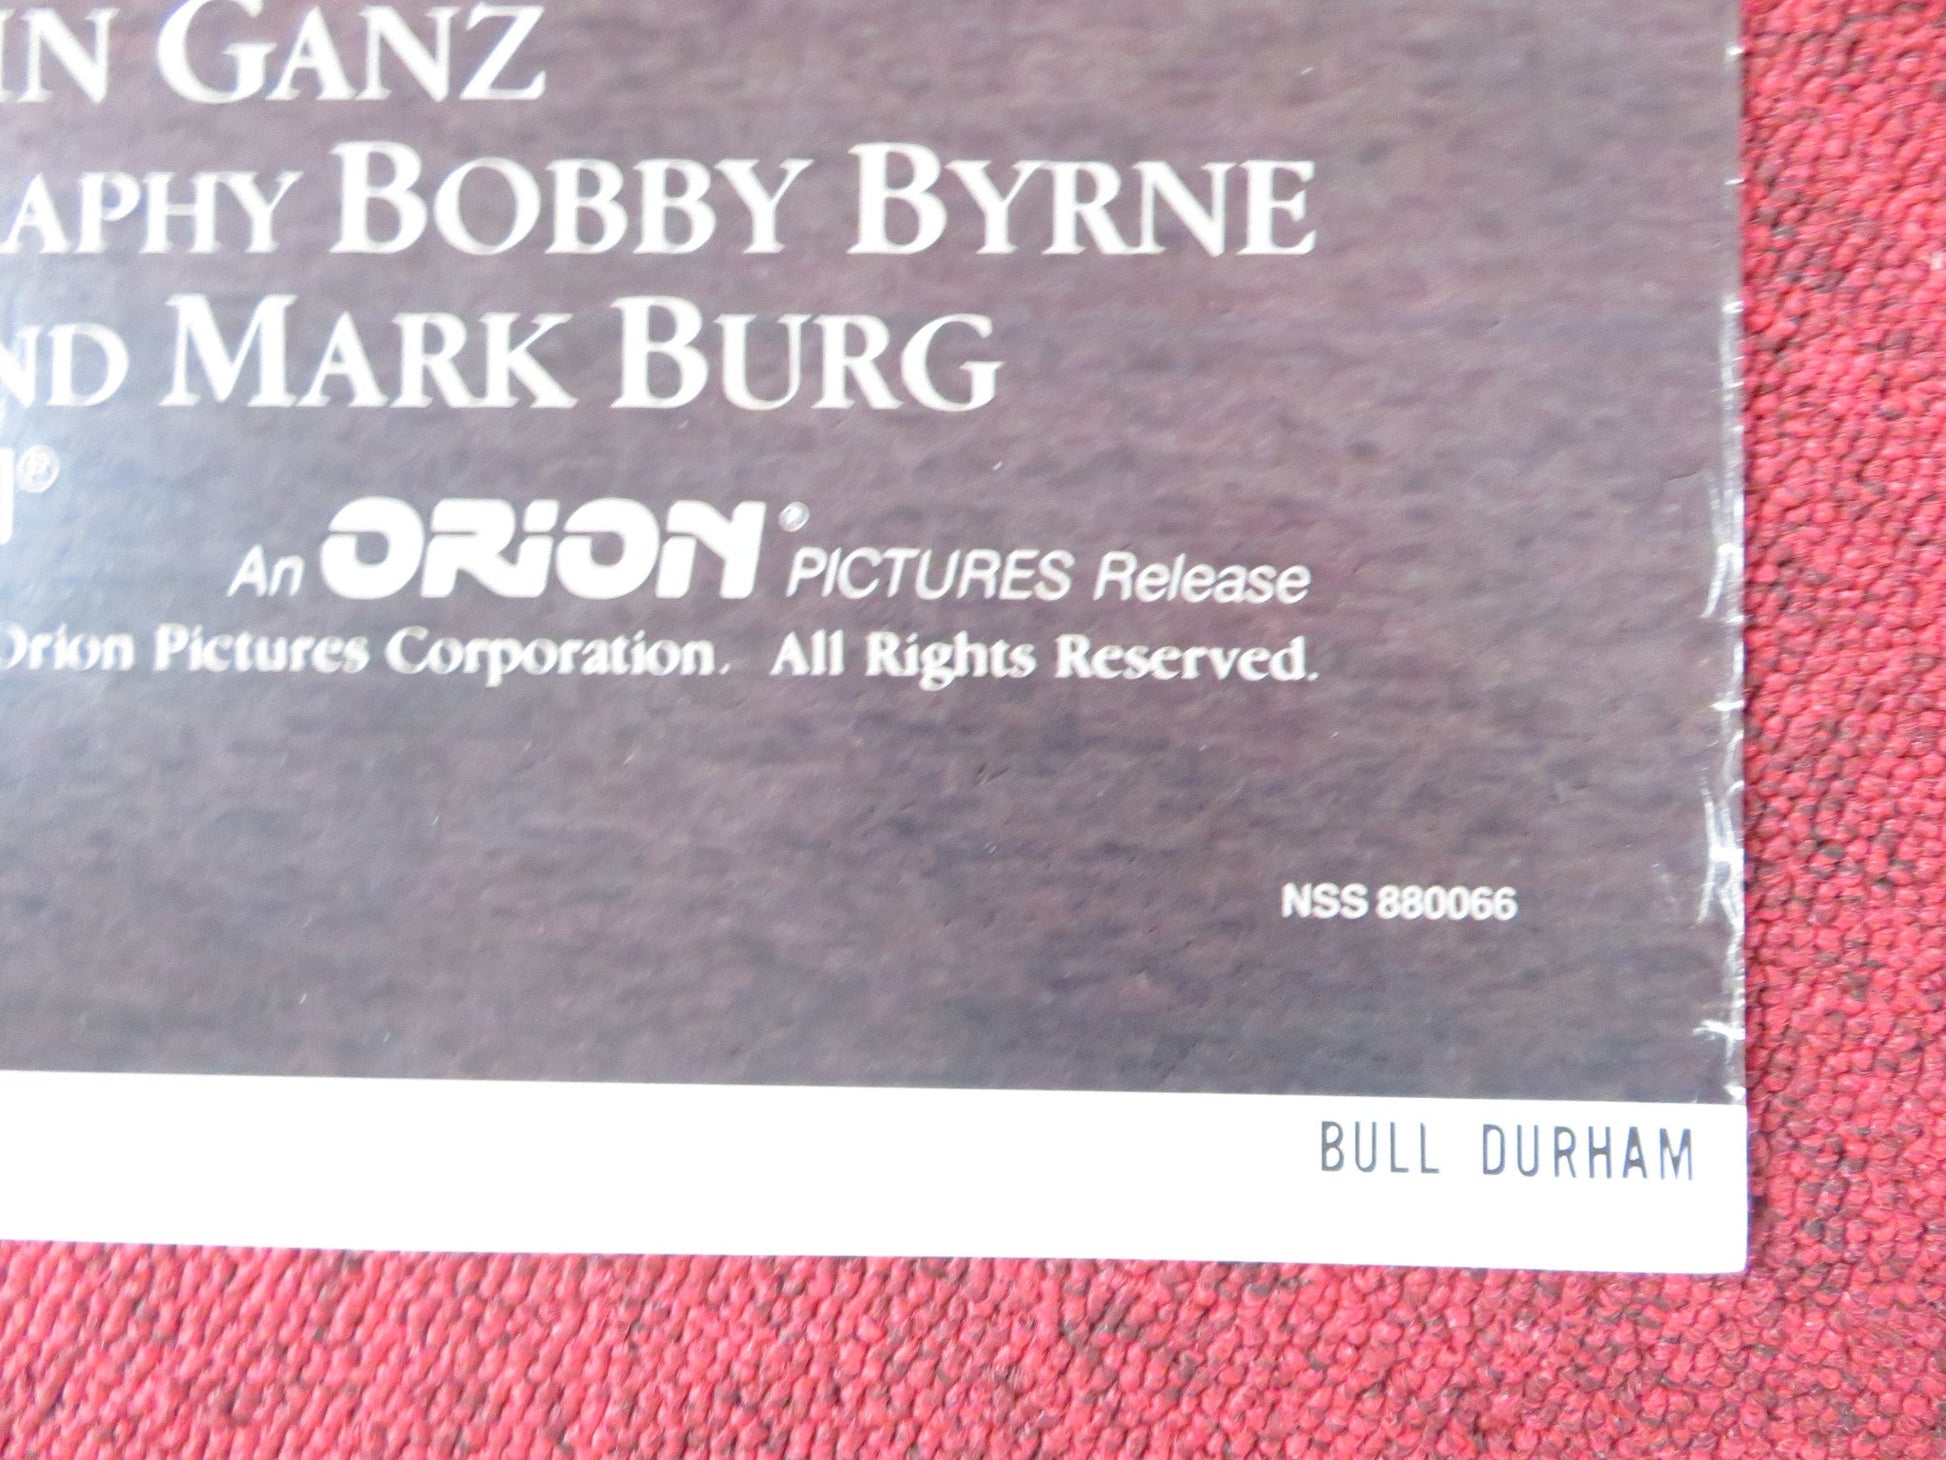 IN GANZ
APHY BOBBY BYRNE
ND MARK BURG
®
An ORION® PICTURES Release
Orion Pictures Corporation. All Rights Reserved.
NSS 880066
BULL DURHAM